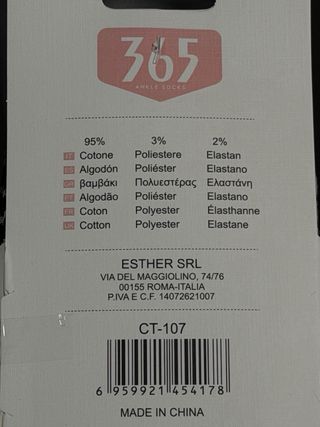 365
ANKLE SOCKS
95% 3% 2%
IT Cotone Poliestere Elastan
ES Algodón Poliéster Elastano
GR βαμβάκι Πολυεστέρας Ελαστάνη
PT Algodão Poliéster Elastano
FR Coton Polyester Élasthanne
UK Cotton Polyester Elastane
ESTHER SRL
VIA DEL MAGGIOLINO, 74/76
00155 ROMA-ITALIA
P.IVA E C.F. 14072621007
CT-107
6 959921 454178
MADE IN CHINA